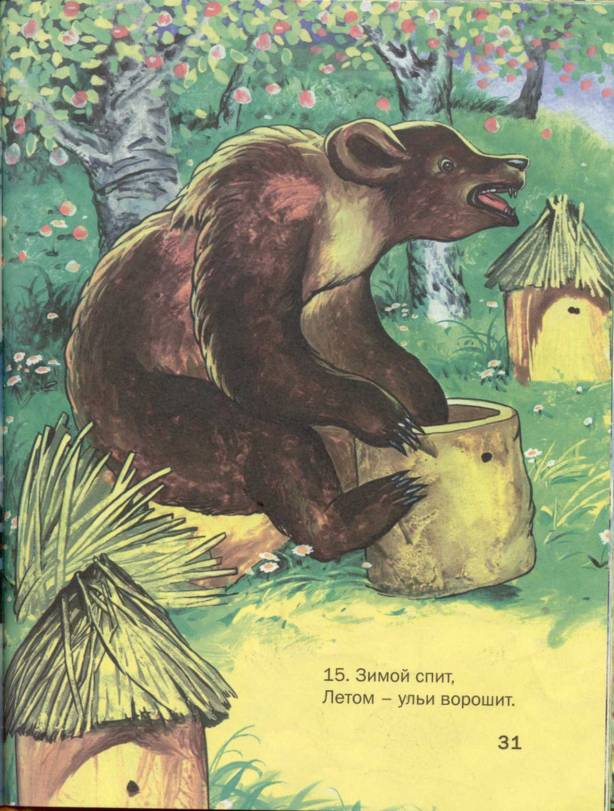 15. Зимой спит,
Летом – ульи ворошит.
31